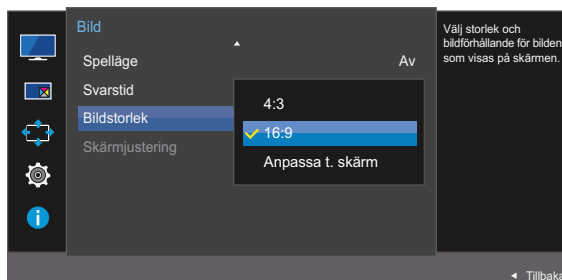 Bild
Spelläge Av
Svarstid
Bildstorlek
Skärmjustering
4:3
16:9
Anpassa t. skärm
Välj storlek och
bildförhållande för bilden
som visas på skärmen.
Tillbaka